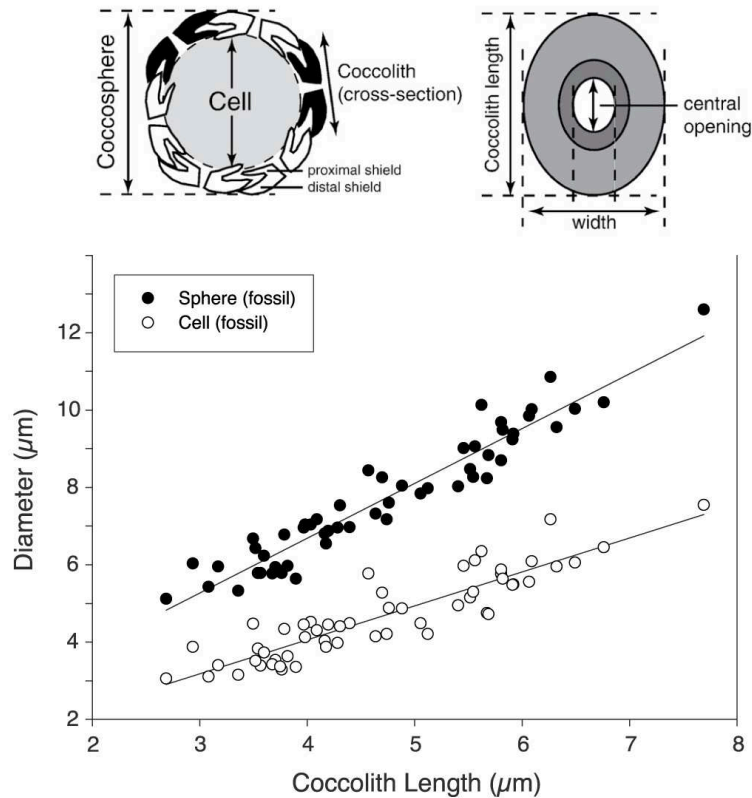 Coccosphere
Cell
Coccolith
(cross-section)
proximal shield
distal shield
Coccolith length
central
opening
width
Sphere (fossil)
Cell (fossil)
Diameter (µm)
12
10
8
6
4
2
2 3 4 5 6 7 8
Coccolith Length (µm)